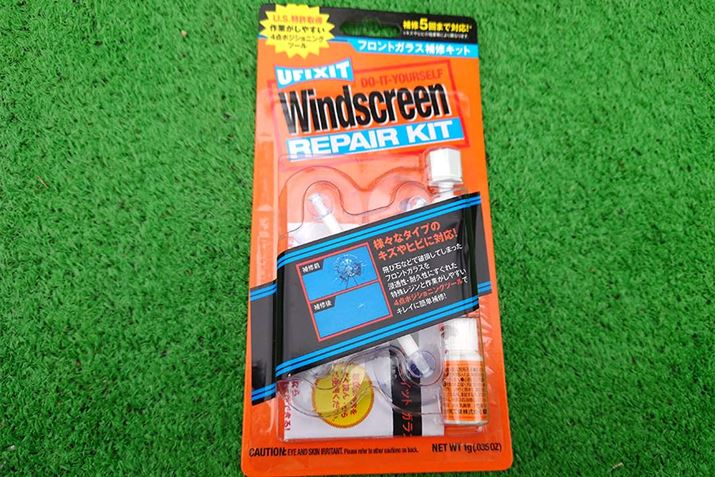 U.S.特許取得
作業がしやすい
4点ポジショニング
ツール
補修5回まで対応!
フロントガラス補修キット
UFIXIT
DO-IT-YOURSELF
Windscreen
REPAIR KIT
様々なタイプの
キズやヒビに対応!
補修前
補修後
飛び石などで破損してしまった
フロントガラスを
浸透性・耐久性にすぐれた
特殊レジンと作業がしやすい
4点ポジショニングツールで
キレイに簡単補修!
CAUTION: EYE AND SKIN IRRITANT. Please refer to other cautions on back.
NET WT 1g (.035 OZ)